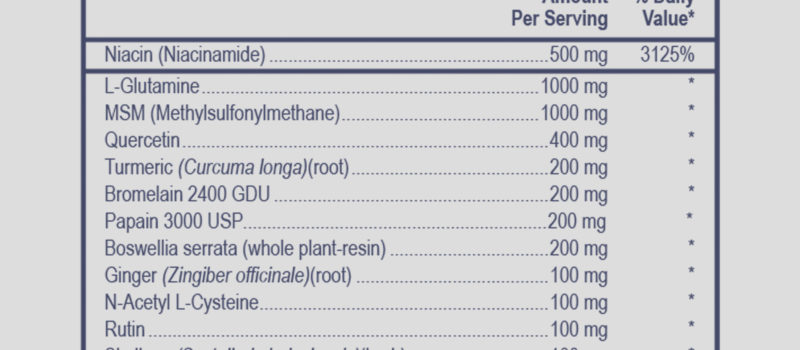 Amount % Daily
Per Serving Value*
Niacin (Niacinamide) 500 mg 3125%
L-Glutamine 1000 mg *
MSM (Methylsulfonylmethane) 1000 mg *
Quercetin 400 mg *
Turmeric (Curcuma longa)(root) 200 mg *
Bromelain 2400 GDU 200 mg *
Papain 3000 USP 200 mg *
Boswellia serrata (whole plant-resin) 200 mg *
Ginger (Zingiber officinale)(root) 100 mg *
N-Acetyl L-Cysteine 100 mg *
Rutin 100 mg *